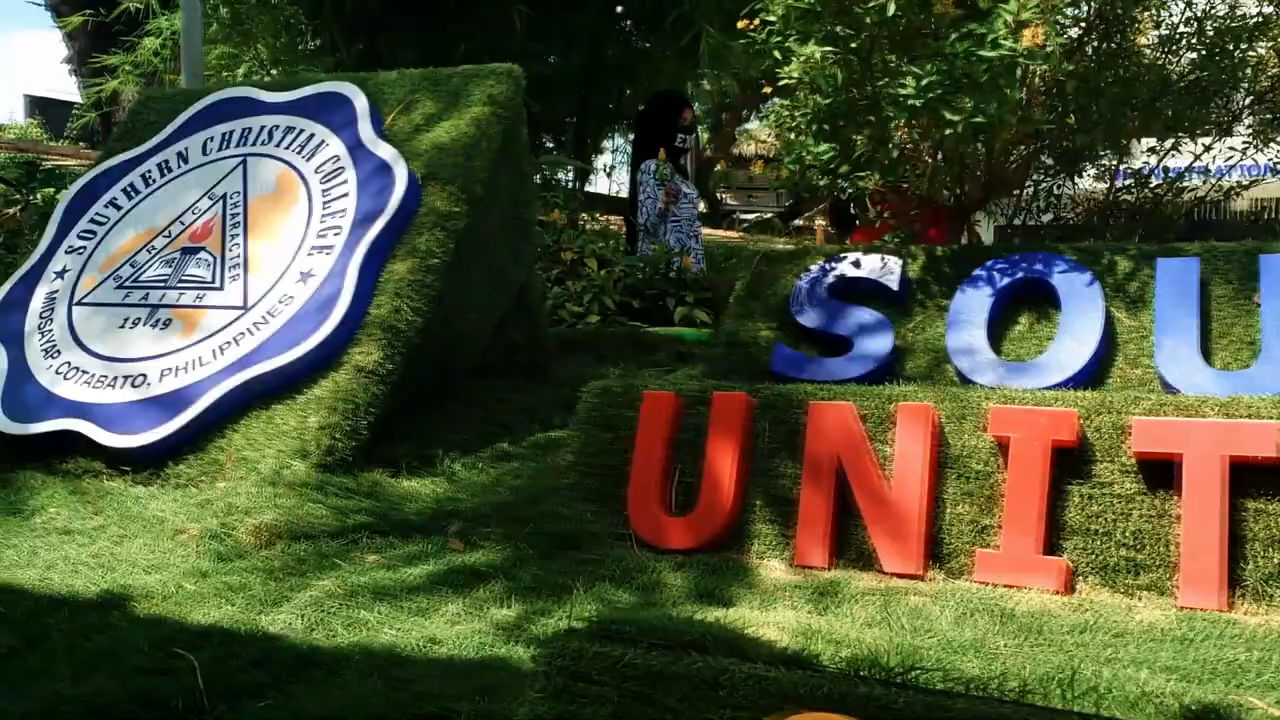 SOUTHERN CHRISTIAN COLLEGE
SERVICE
CHARACTER
THE TRUTH
FAITH
1949
MIDSAYAP, COTABATO, PHILIPPINES
SOU
UNIT